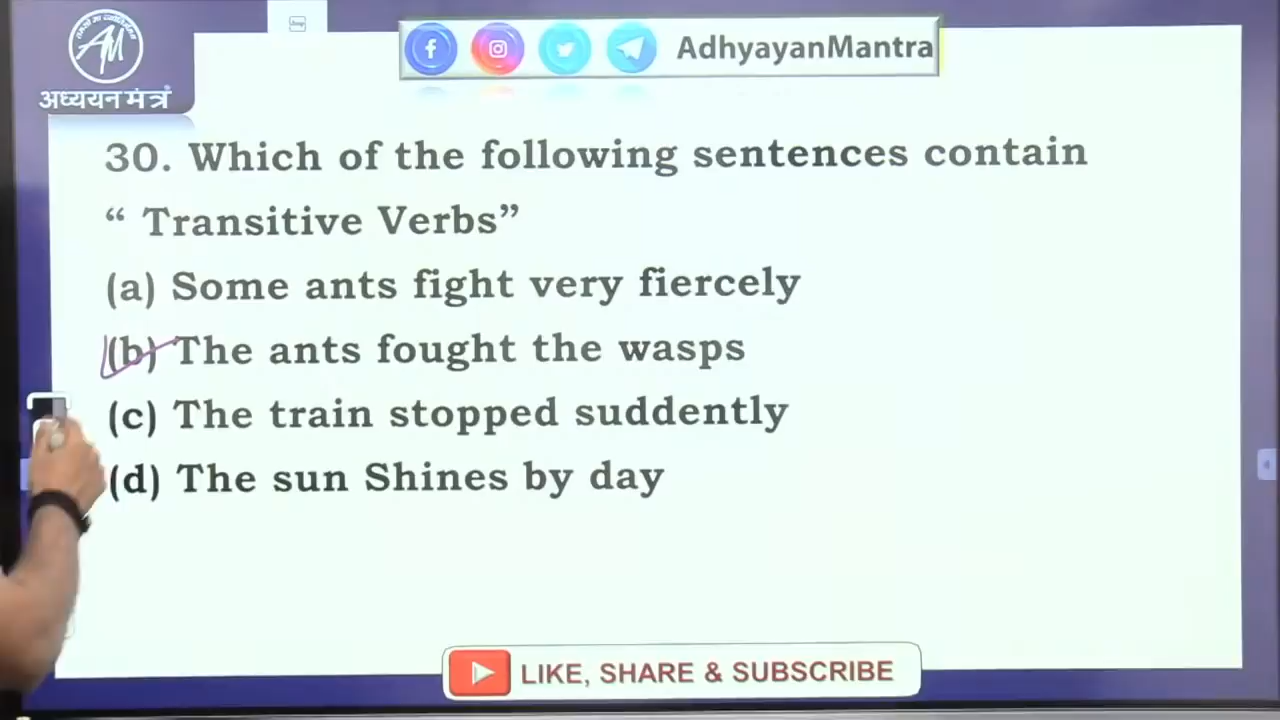 AM
अध्ययन मंत्रं
AdhyayanMantra
30. Which of the following sentences contain
“ Transitive Verbs”
(a) Some ants fight very fiercely
(b) The ants fought the wasps
(c) The train stopped suddently
(d) The sun Shines by day
LIKE, SHARE & SUBSCRIBE